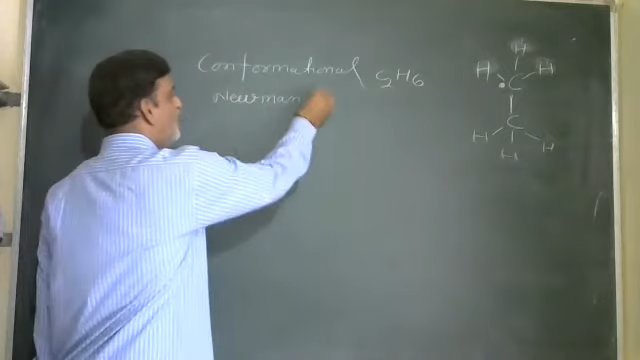 Conformational C2H6
Newman
H
H C H
C
H H H